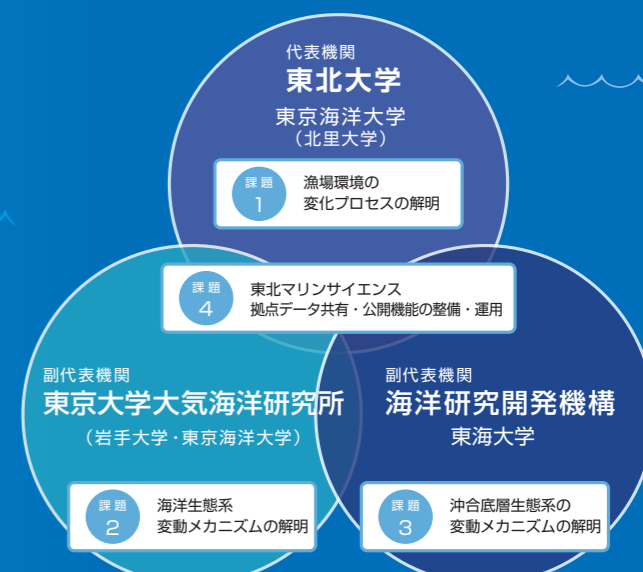 代表機関
東北大学
東京海洋大学
（北里大学）
課題
1
漁場環境の
変化プロセスの解明
課題
4
東北マリンサイエンス
拠点データ共有・公開機能の整備・運用
副代表機関
東京大学大気海洋研究所
（岩手大学・東京海洋大学）
課題
2
海洋生態系
変動メカニズムの解明
副代表機関
海洋研究開発機構
東海大学
課題
3
沖合底層生態系の
変動メカニズムの解明